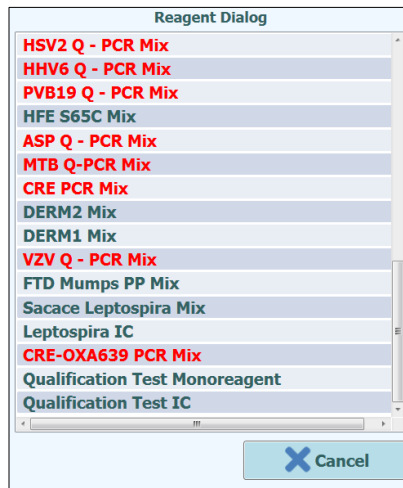 Reagent Dialog
HSV2 Q - PCR Mix
HHV6 Q - PCR Mix
PVB19 Q - PCR Mix
HFE S65C Mix
ASP Q - PCR Mix
MTB Q-PCR Mix
CRE PCR Mix
DERM2 Mix
DERM1 Mix
VZV Q - PCR Mix
FTD Mumps PP Mix
Sacace Leptospira Mix
Leptospira IC
CRE-OXA639 PCR Mix
Qualification Test Monoreagent
Qualification Test IC
Cancel